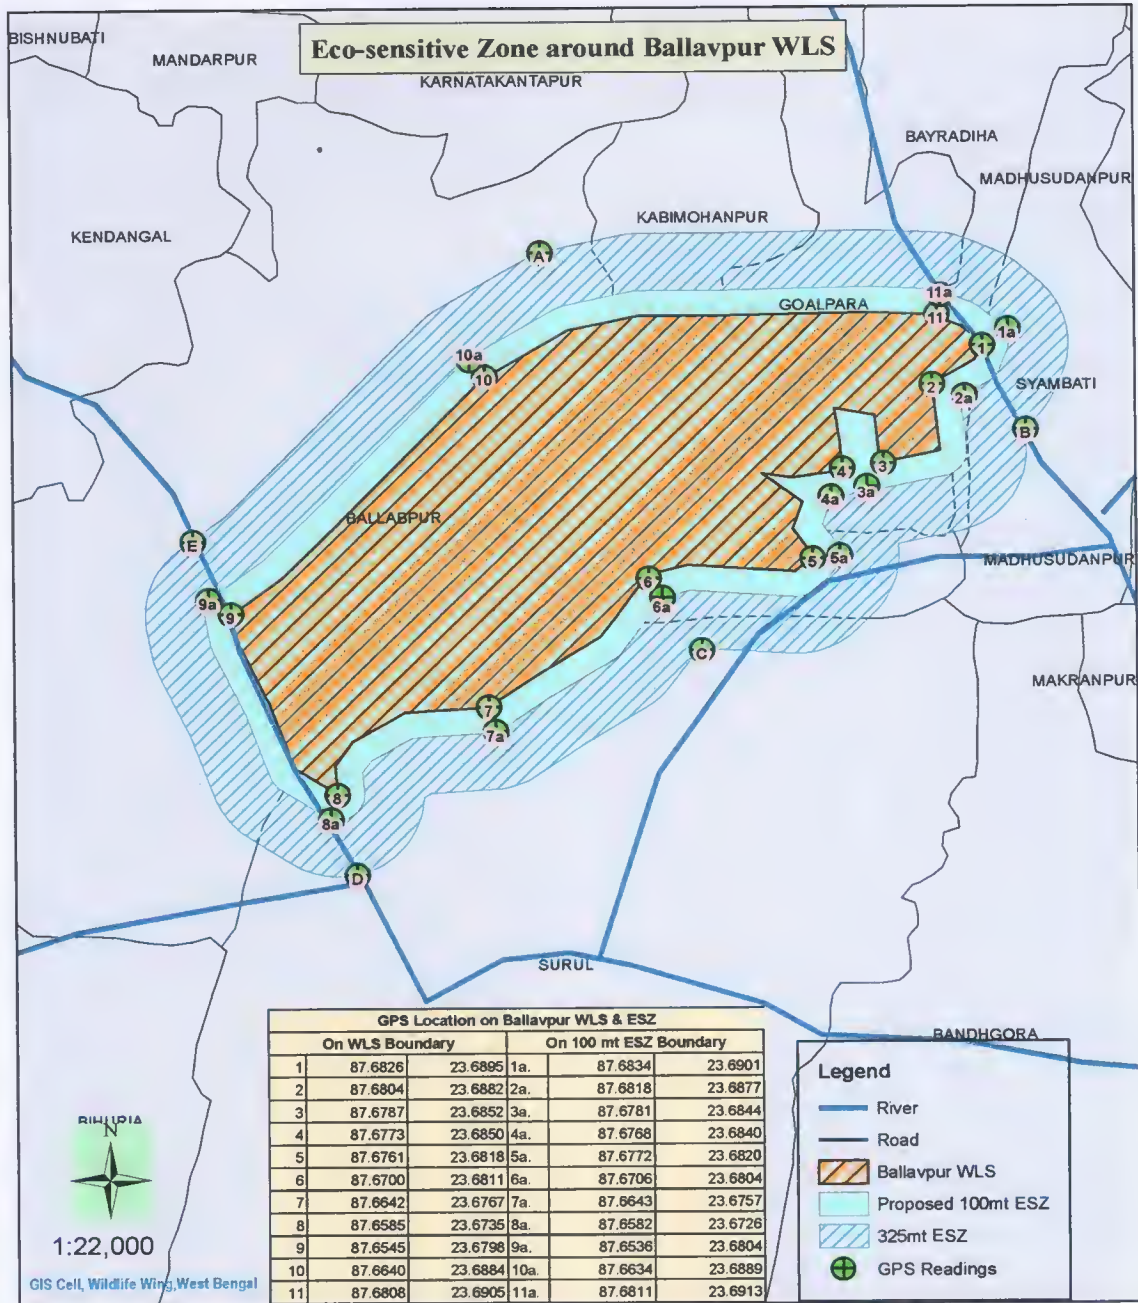 Eco-sensitive Zone around Ballavpur WLS
BISHNUBATI
MANDARPUR
KARNATAKANTAPUR
BAYRADIHA
MADHUSUDANPUR
KENDANGAL
KABIMOHANPUR
A
11a
GOALPARA
11
1a
1
10a
10
2
2a
SYAMBATI
B
4
3
3a
4a
BALLABPUR
E
5
5a
MADHUSUDANPUR
6
6a
9a
9
C
MAKRANPUR
7
7a
8
8a
D
SURUL
BANDHGORA
GPS Location on Ballavpur WLS & ESZ
On WLS Boundary On 100 mt ESZ Boundary
1 87.6826 23.6895 1a. 87.6834 23.6901
2 87.6804 23.6882 2a. 87.6818 23.6877
3 87.6787 23.6852 3a. 87.6781 23.6844
4 87.6773 23.6850 4a. 87.6768 23.6840
5 87.6761 23.6818 5a. 87.6772 23.6820
6 87.6700 23.6811 6a. 87.6706 23.6804
7 87.6642 23.6767 7a. 87.6643 23.6757
8 87.6585 23.6735 8a. 87.6582 23.6726
9 87.6545 23.6798 9a. 87.6536 23.6804
10 87.6640 23.6884 10a. 87.6634 23.6889
11 87.6808 23.6905 11a. 87.6811 23.6913
Legend
River
Road
Ballavpur WLS
Proposed 100mt ESZ
325mt ESZ
GPS Readings
BIHURIA
N
1:22,000
GIS Cell, Wildlife Wing,West Bengal